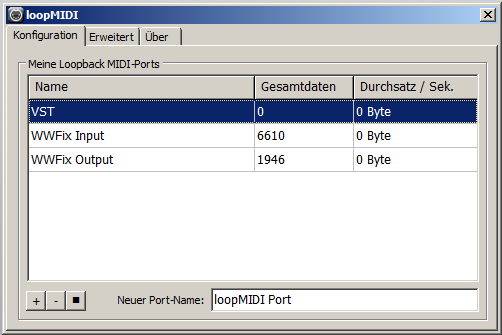 loopMIDI
Konfiguration Erweitert Über
Meine Loopback MIDI-Ports
Name Gesamtdaten Durchsatz / Sek.
VST 0 0 Byte
WWFix Input 6610 0 Byte
WWFix Output 1946 0 Byte
+ - ■ Neuer Port-Name: loopMIDI Port